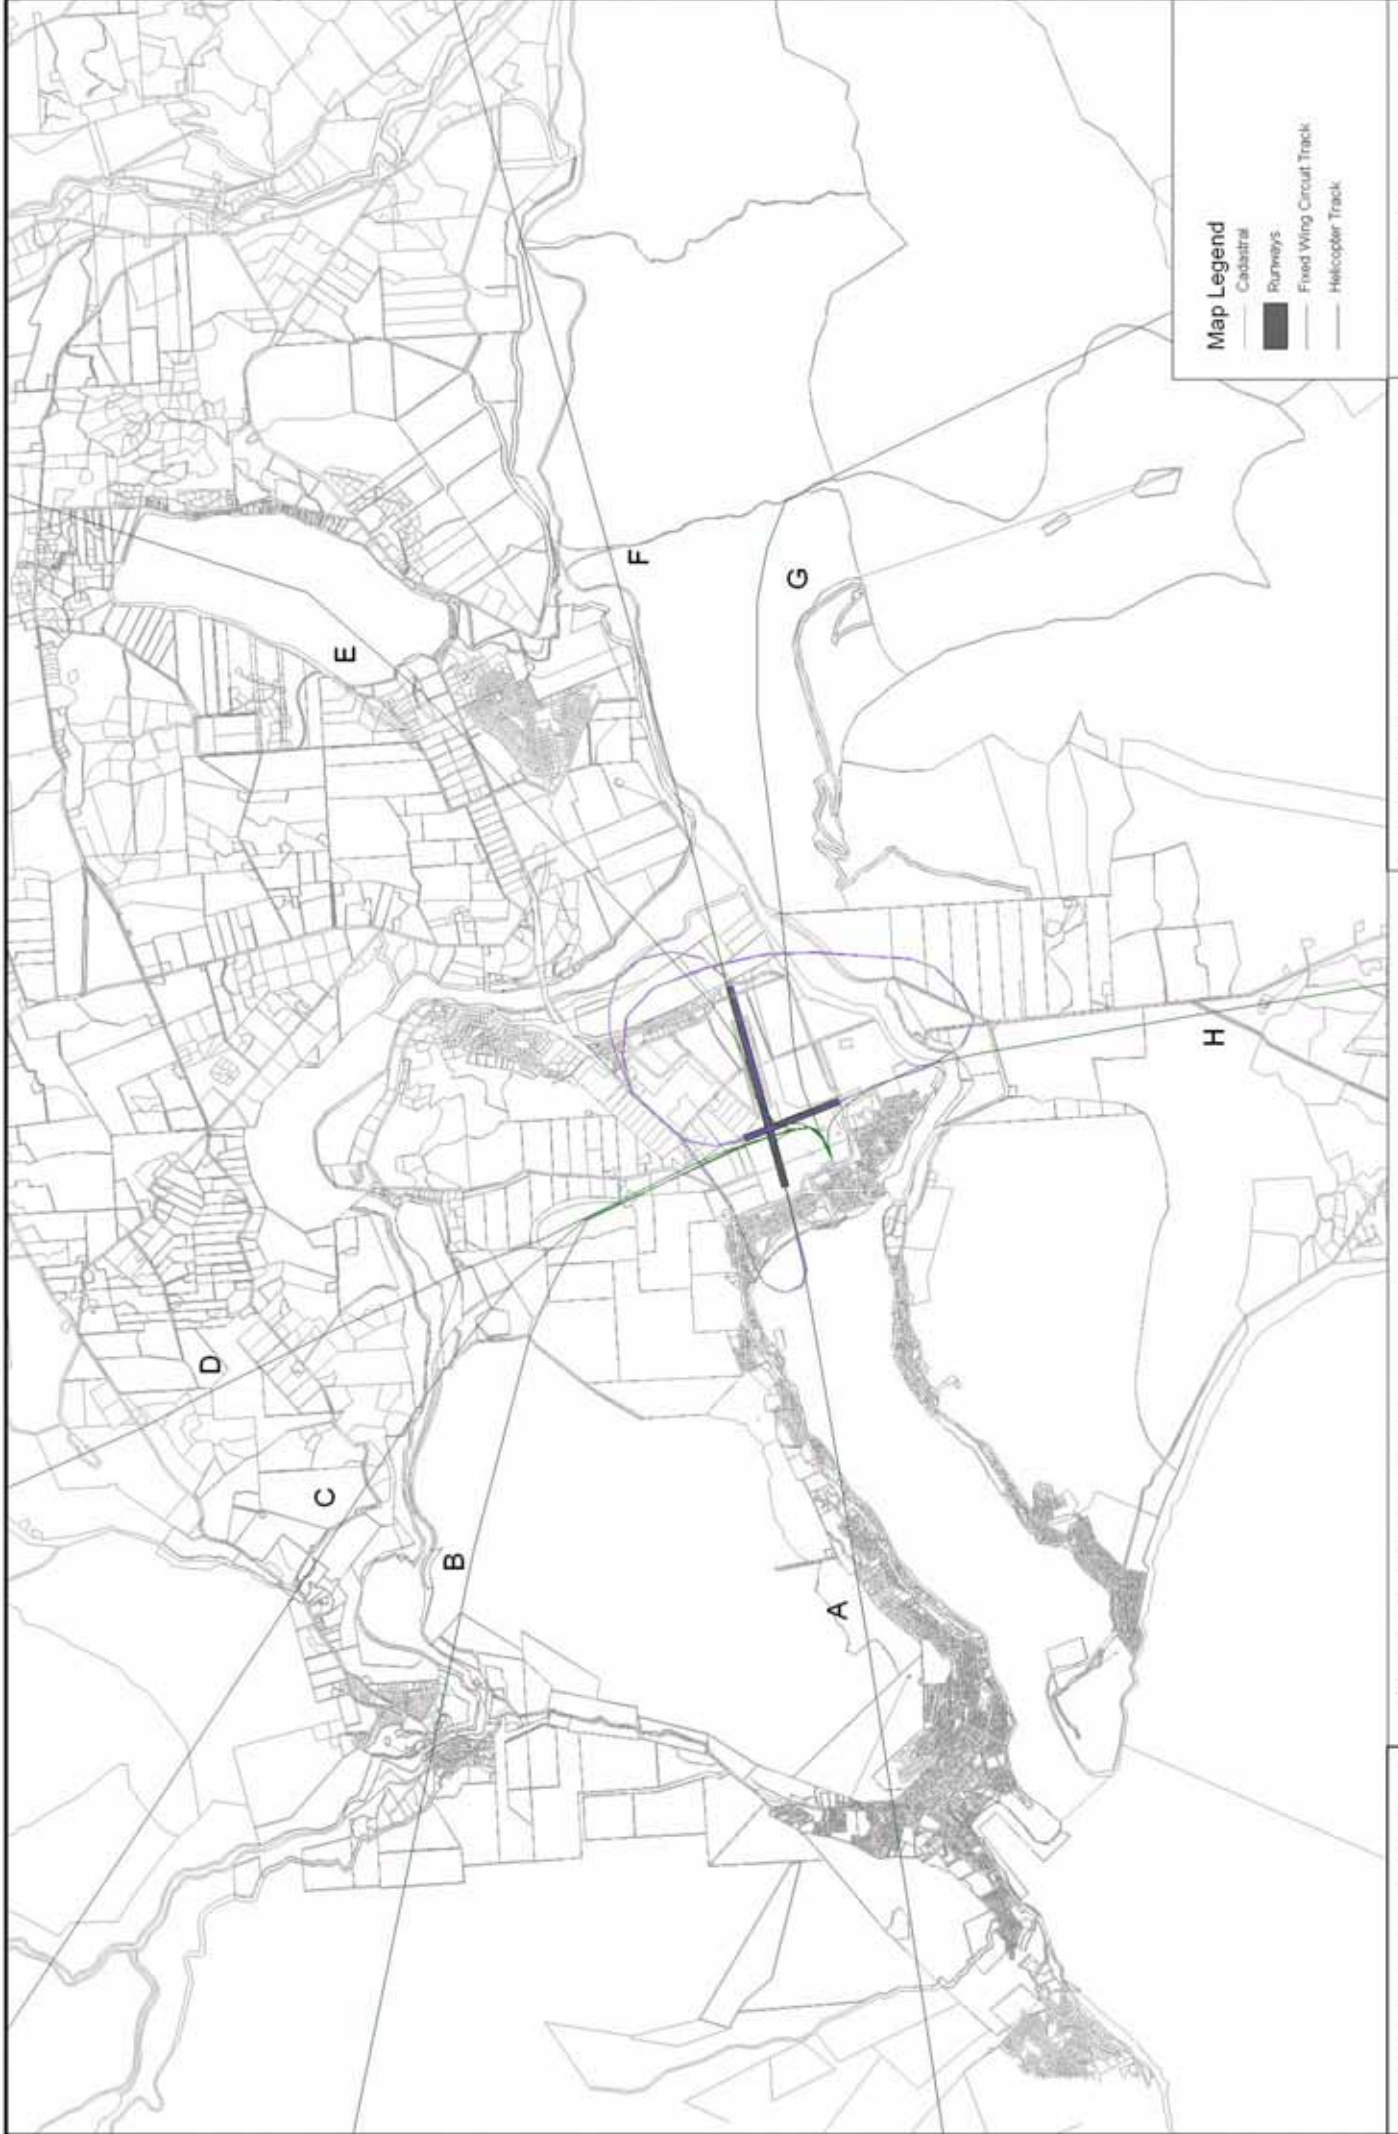 Map Legend
Cadastral
Runways
Fixed Wing Circuit Track
Helicopter Track
A
B
C
D
E
F
G
H